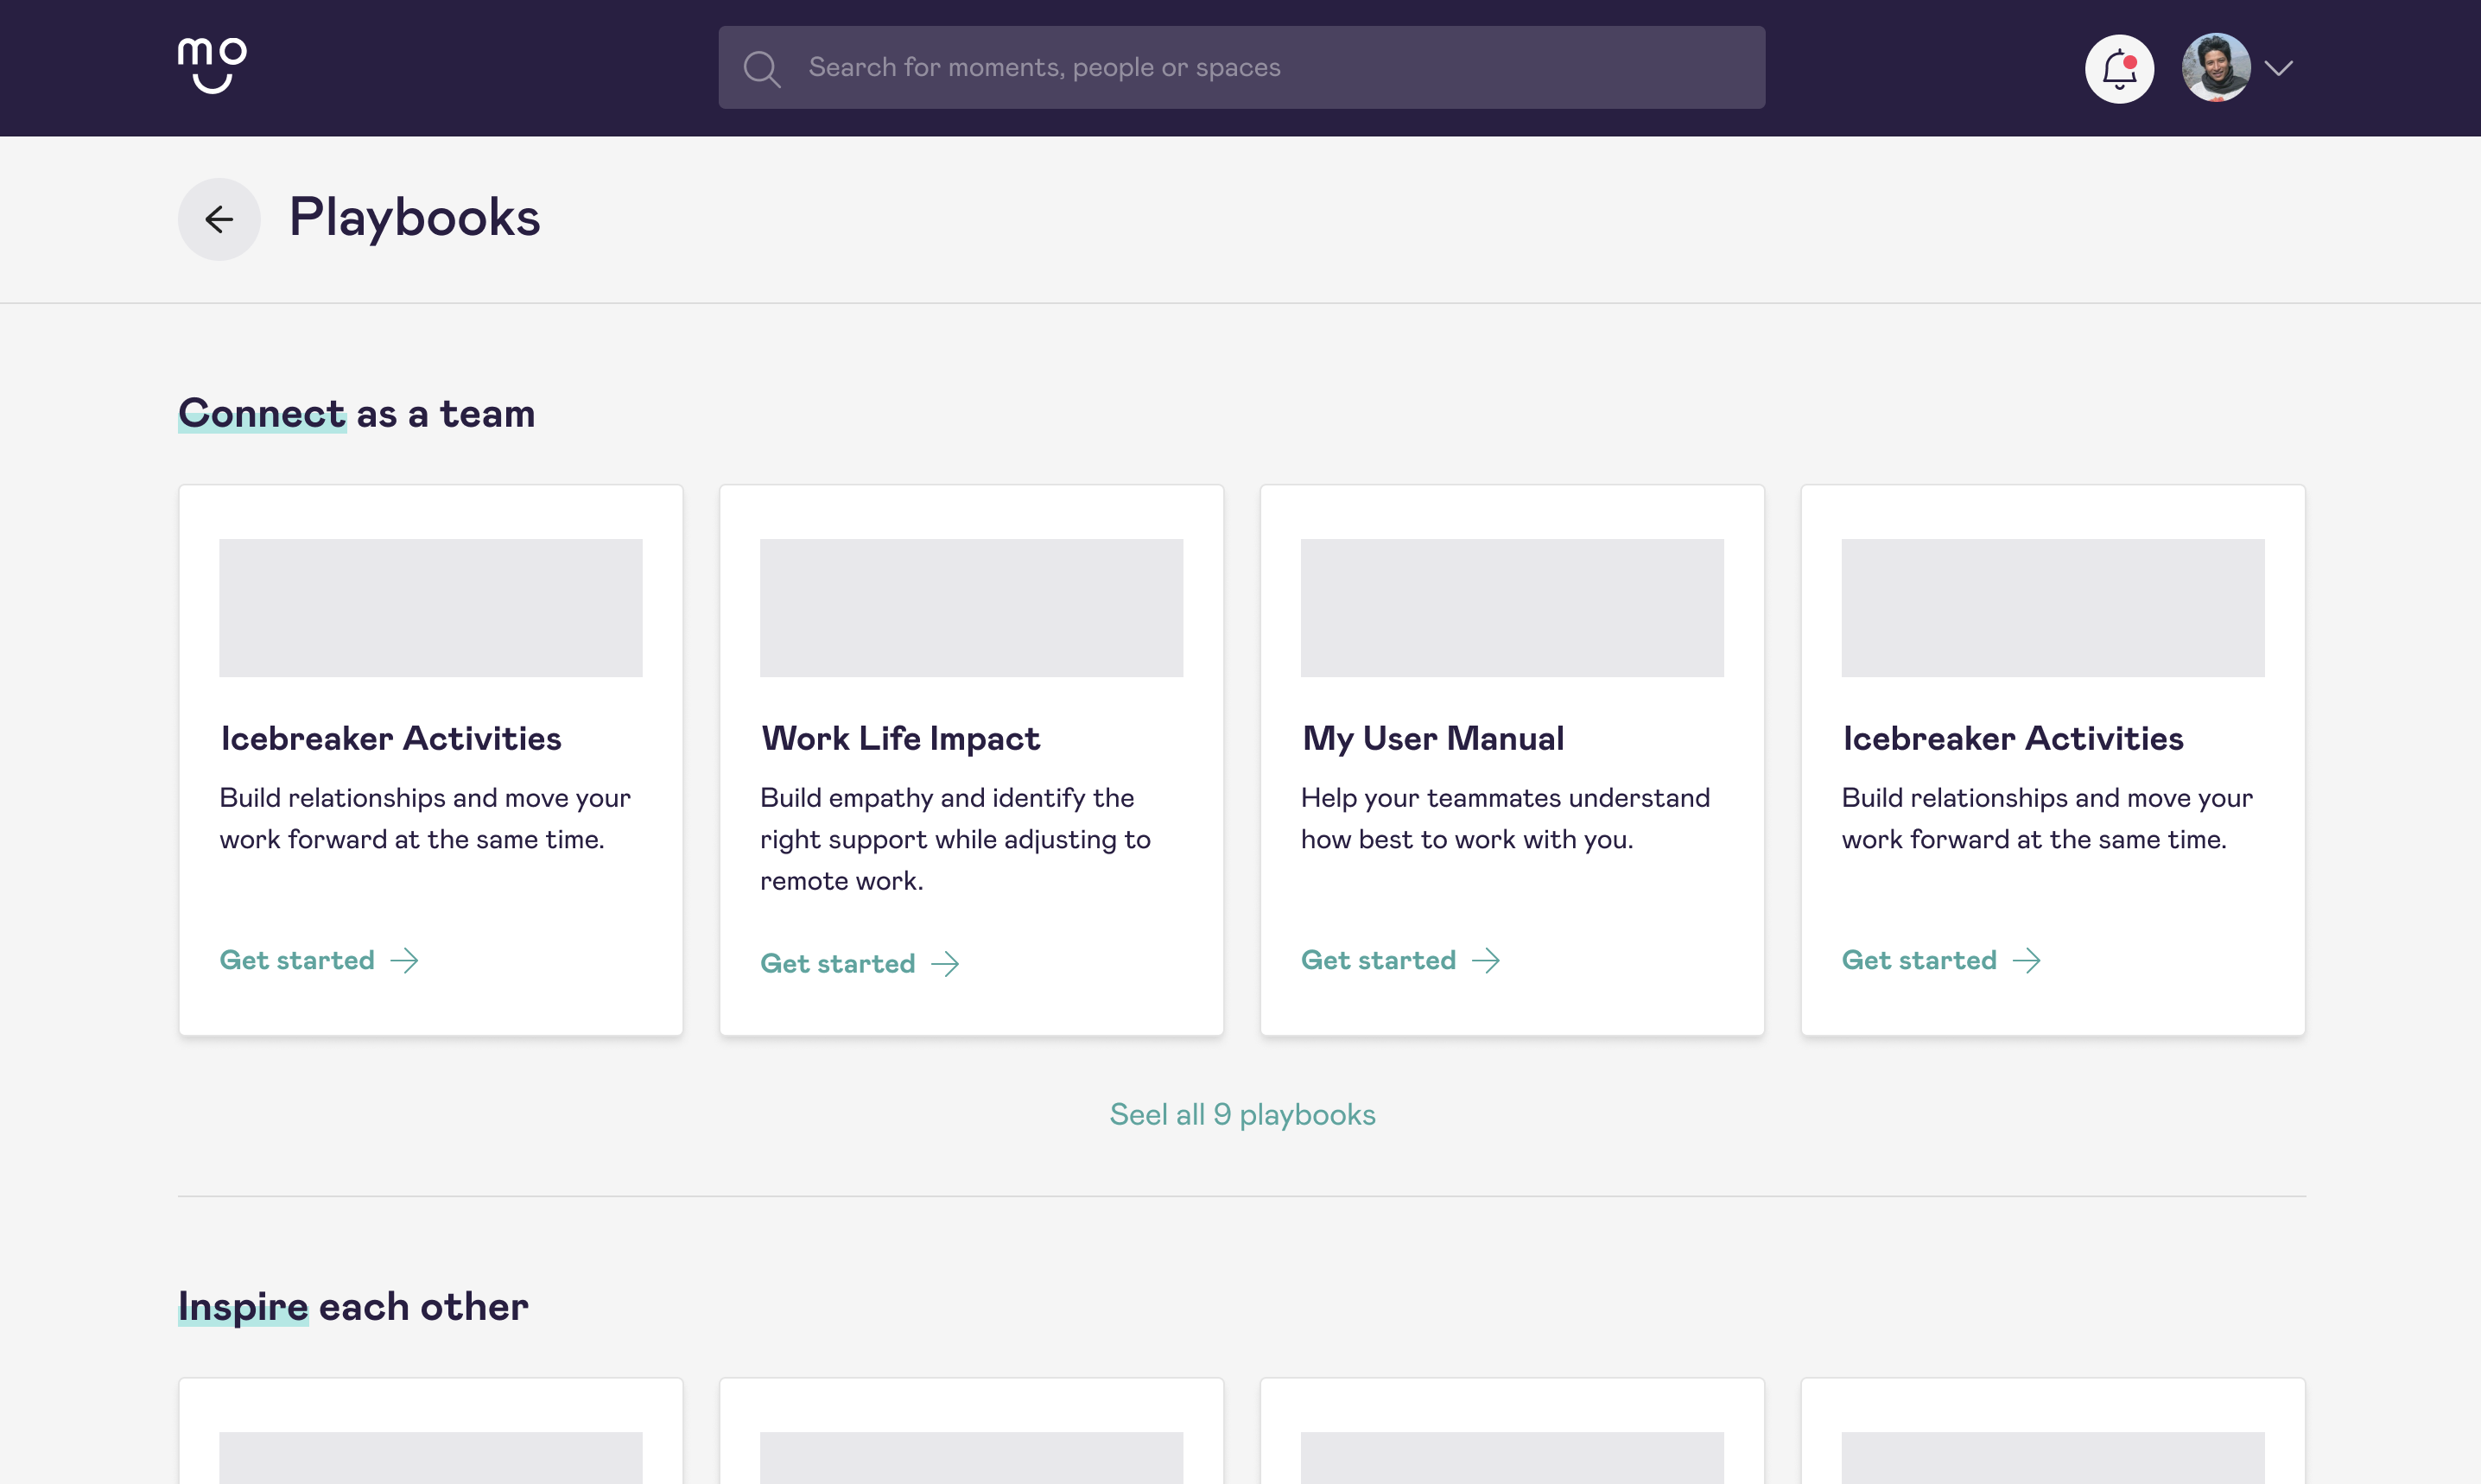 mo
Search for moments, people or spaces
Playbooks
Connect as a team
Icebreaker Activities
Build relationships and move your
work forward at the same time.
Get started
Work Life Impact
Build empathy and identify the
right support while adjusting to
remote work.
Get started
My User Manual
Help your teammates understand
how best to work with you.
Get started
Icebreaker Activities
Build relationships and move your
work forward at the same time.
Get started
Seel all 9 playbooks
Inspire each other